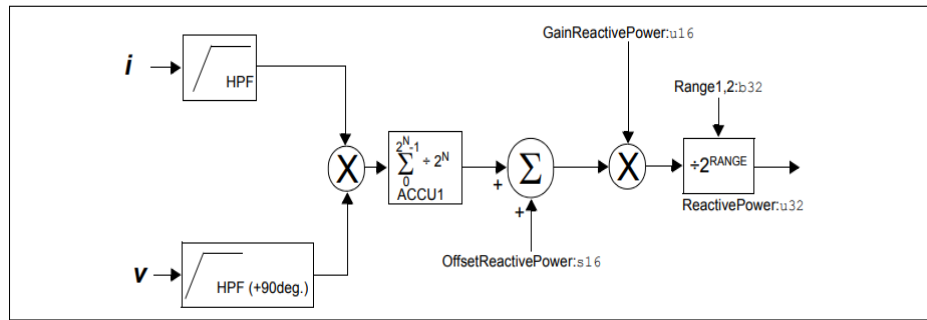 GainReactivePower:u16
i
HPF
Range1,2:b32
X
2^N-1
∑ ÷ 2^N
0
ACCU1
+
Σ
X
÷2^RANGE
ReactivePower:u32
+
v
HPF (+90deg.)
OffsetReactivePower:s16